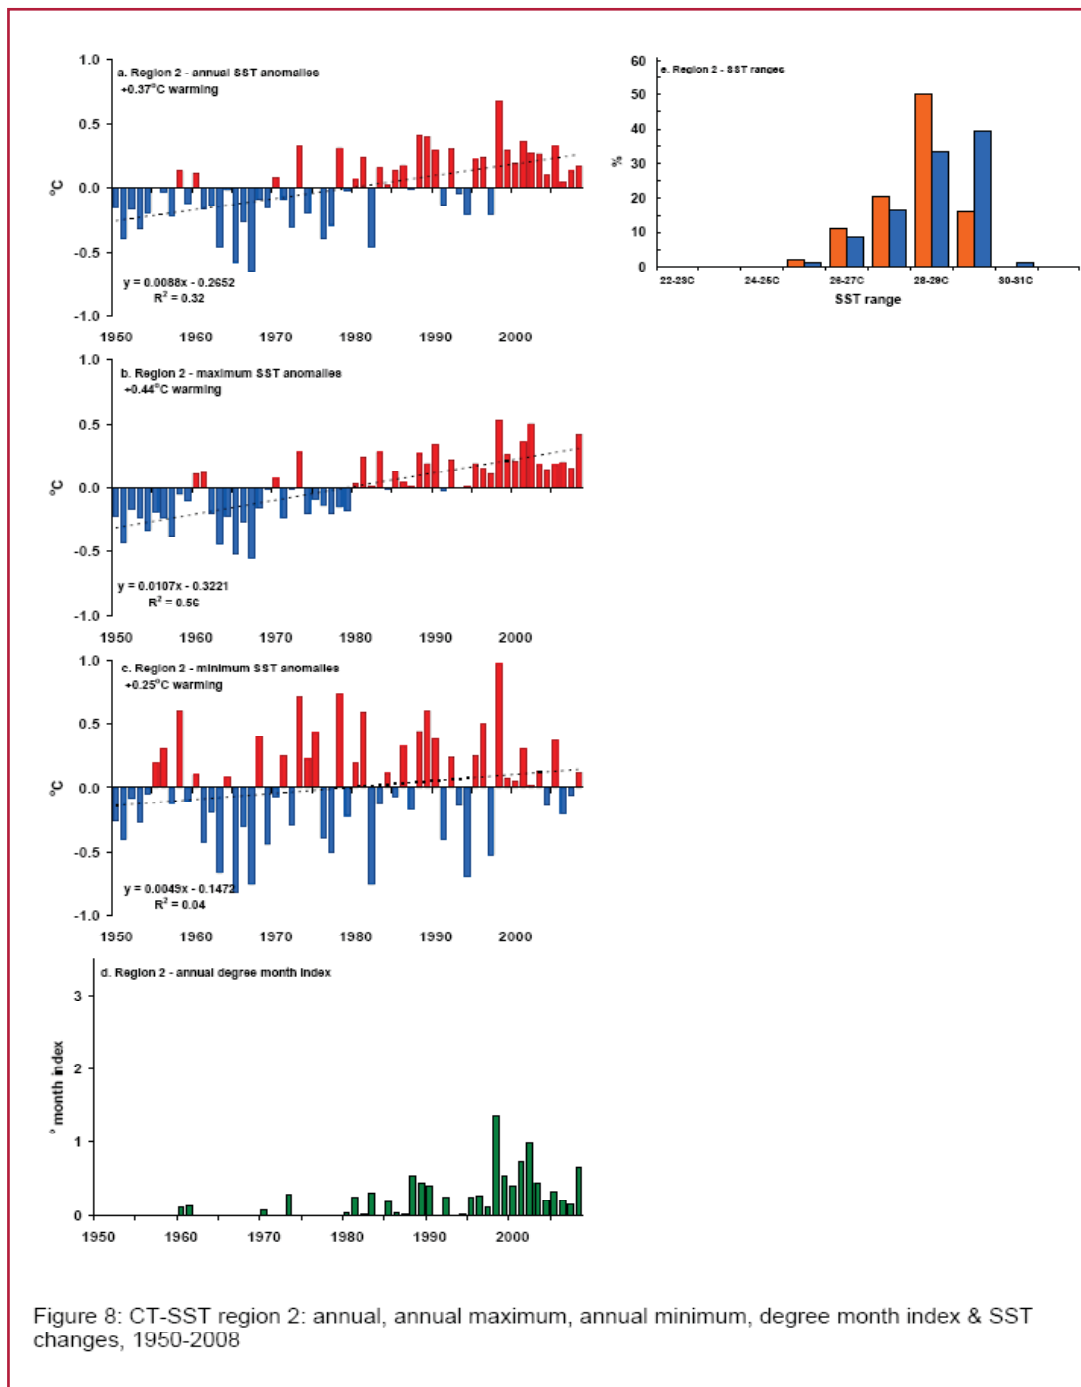 1.0
a. Region 2 - annual SST anomalies
+0.37°C warming
0.5
0.0
°C
-0.5
y = 0.0088x - 0.2652
R² = 0.32
-1.0
1950 1960 1970 1980 1990 2000
1.0
b. Region 2 - maximum SST anomalies
+0.44°C warming
0.5
0.0
°C
-0.5
y = 0.0107x - 0.3221
R² = 0.56
-1.0
1950 1960 1970 1980 1990 2000
1.0
c. Region 2 - minimum SST anomalies
+0.25°C warming
0.5
0.0
°C
-0.5
y = 0.0049x - 0.1472
R² = 0.04
-1.0
1950 1960 1970 1980 1990 2000
d. Region 2 - annual degree month index
3
2
° month index
1
0
1950 1960 1970 1980 1990 2000
60
e. Region 2 - SST ranges
50
40
%
30
20
10
0
22-23C 24-25C 26-27C 28-29C 30-31C
SST range
Figure 8: CT-SST region 2: annual, annual maximum, annual minimum, degree month index & SST
changes, 1950-2008